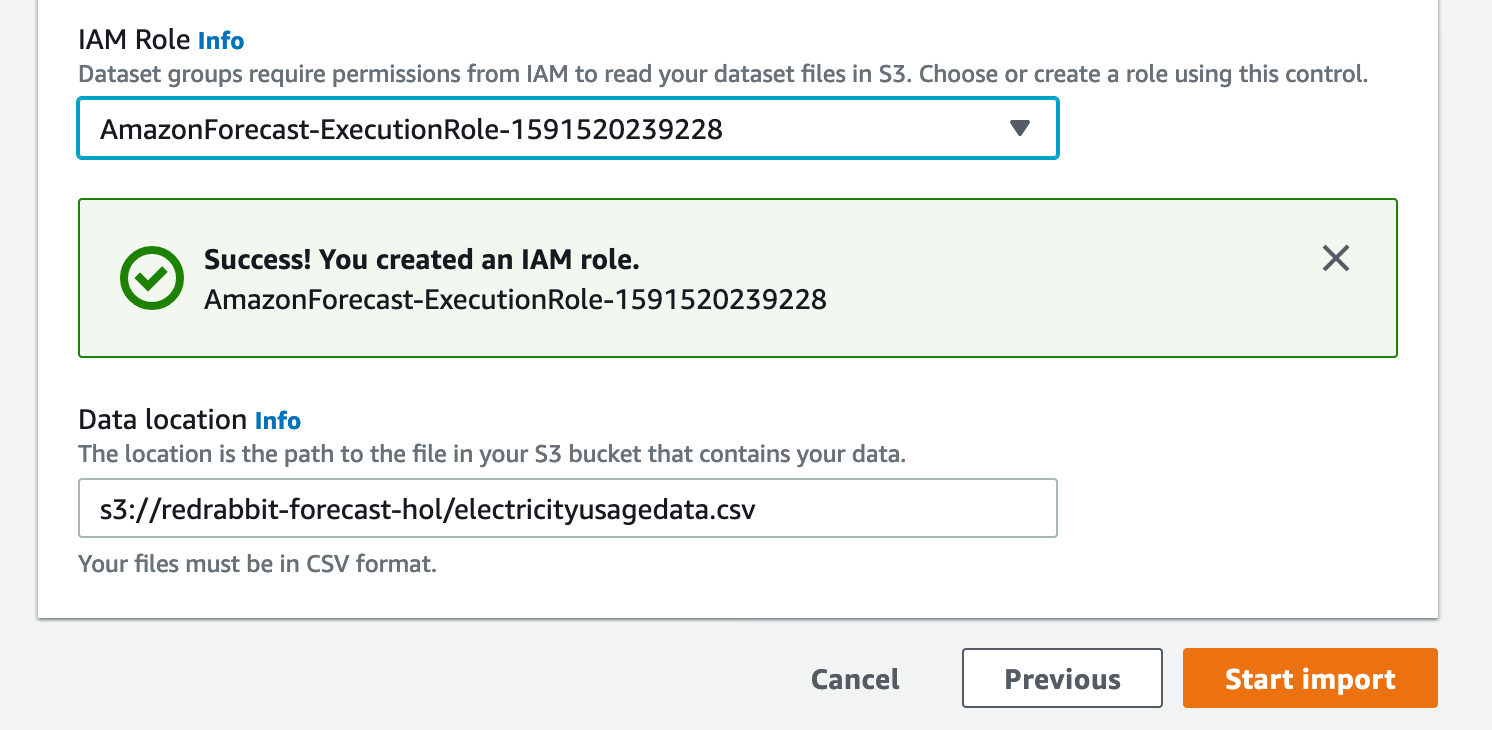 IAM Role Info
Dataset groups require permissions from IAM to read your dataset files in S3. Choose or create a role using this control.
AmazonForecast-ExecutionRole-1591520239228
Success! You created an IAM role.
AmazonForecast-ExecutionRole-1591520239228
Data location Info
The location is the path to the file in your S3 bucket that contains your data.
s3://redrabbit-forecast-hol/electricityusagedata.csv
Your files must be in CSV format.
Cancel Previous Start import